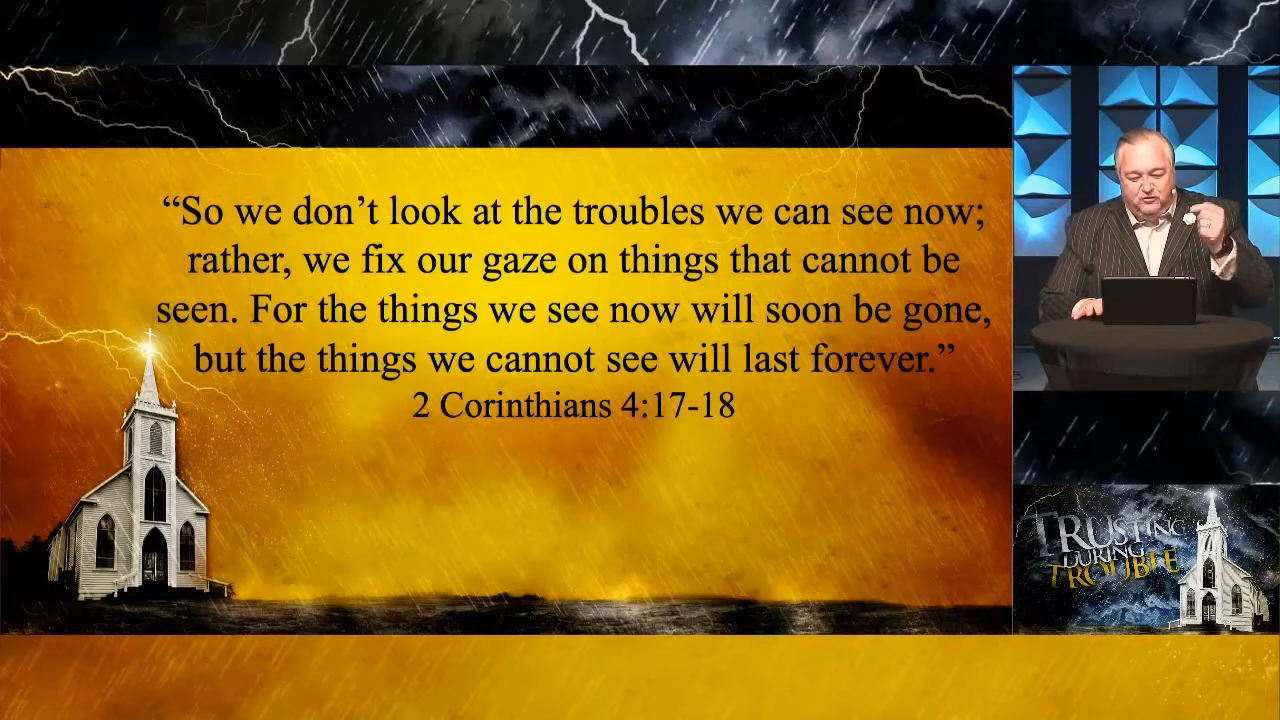 “So we don’t look at the troubles we can see now;
rather, we fix our gaze on things that cannot be
seen. For the things we see now will soon be gone,
but the things we cannot see will last forever.”
2 Corinthians 4:17-18
TRUSTING
DURING
TROUBLE